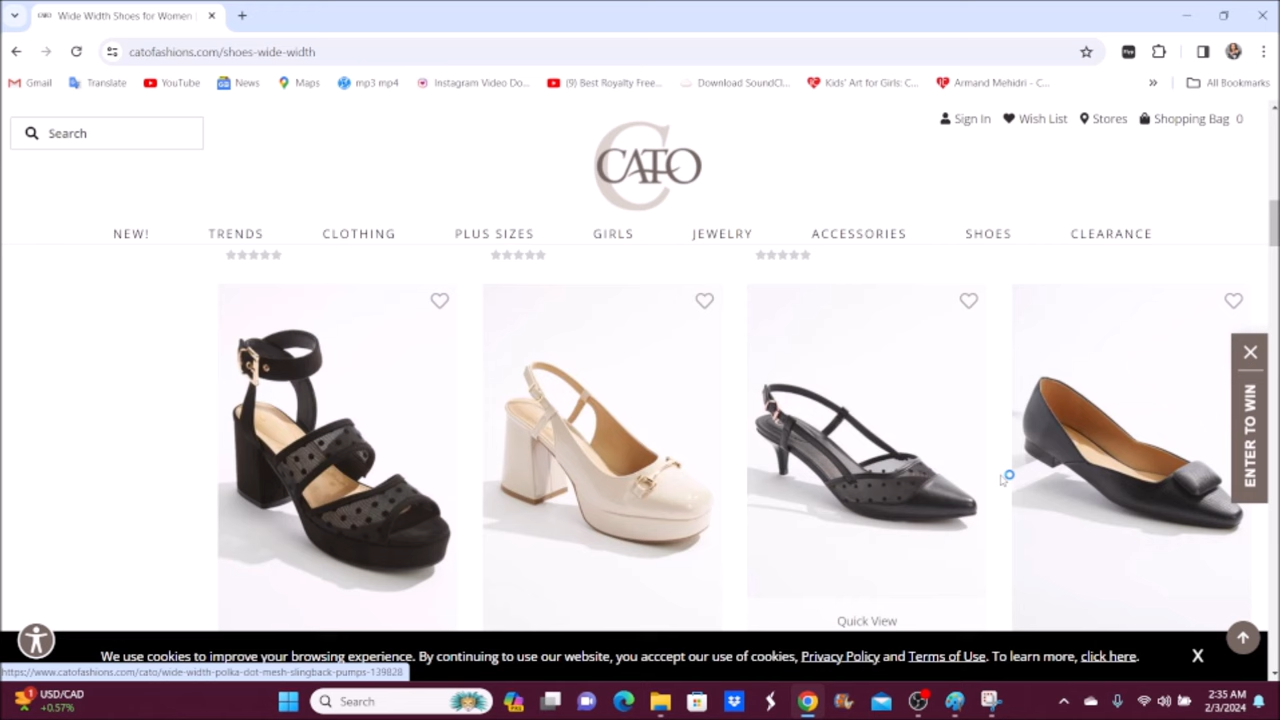 CATO Wide Width Shoes for Women
catofashions.com/shoes-wide-width
Gmail Translate YouTube News Maps mp3 mp4 Instagram Video Do... (9) Best Royalty Free... Download SoundCl... Kids' Art for Girls: C... Armand Mehidri - C... » All Bookmarks
Search
Sign In Wish List Stores Shopping Bag 0
CATO
NEW! TRENDS CLOTHING PLUS SIZES GIRLS JEWELRY ACCESSORIES SHOES CLEARANCE
ENTER TO WIN
Quick View
We use cookies to improve your browsing experience. By continuing to use our website, you acccept our use of cookies, Privacy Policy and Terms of Use. To learn more, click here. X
https://www.catofashions.com/cato/wide-width-polka-dot-mesh-slingback-pumps-139828
1 USD/CAD
+0.57%
Search
2:35 AM
2/3/2024